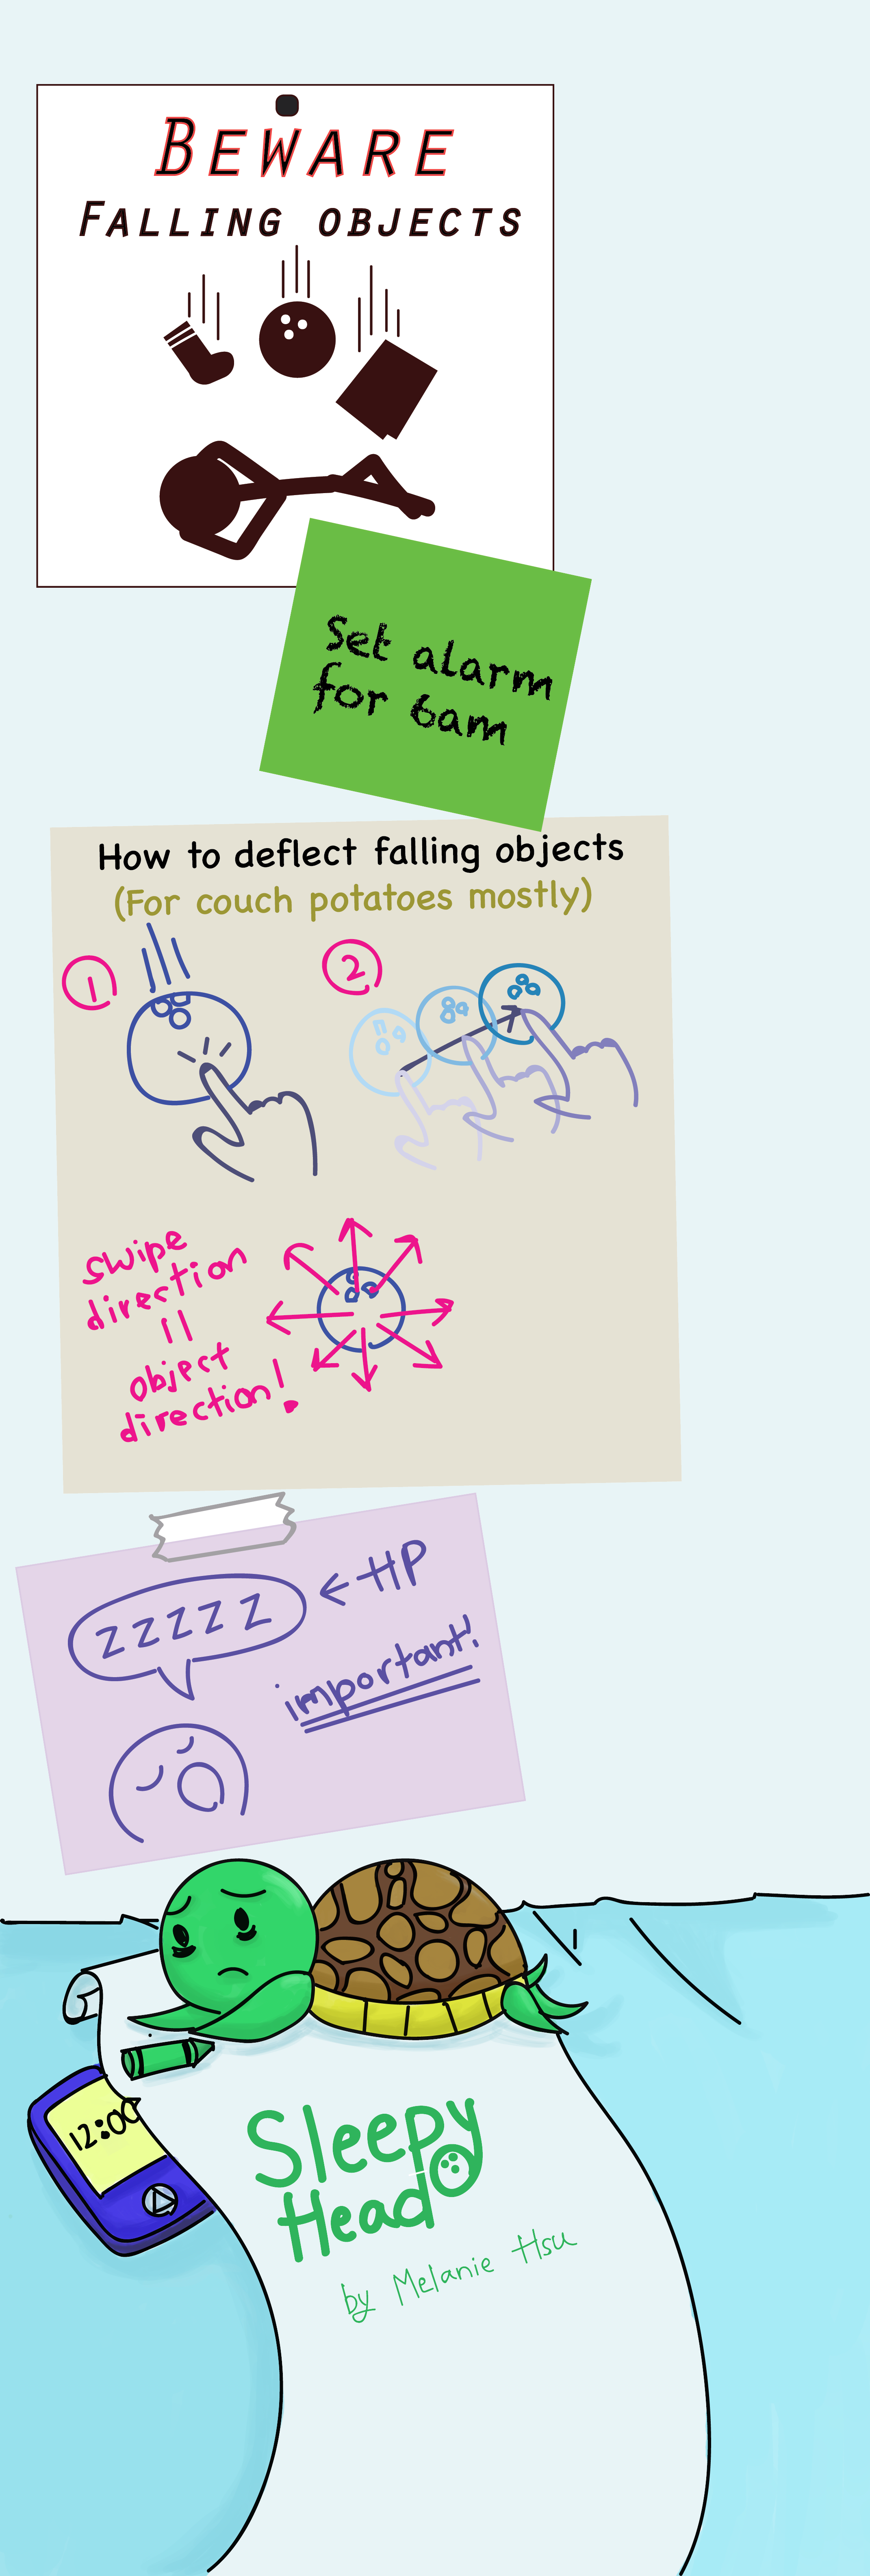 BEWARE
FALLING OBJECTS
Set alarm
for 6am
How to deflect falling objects
(For couch potatoes mostly)
1
2
swipe
direction
=
object
direction!
ZZZZZ
← HP
important!
12:00
Sleepy
Head
by Melanie Hsu